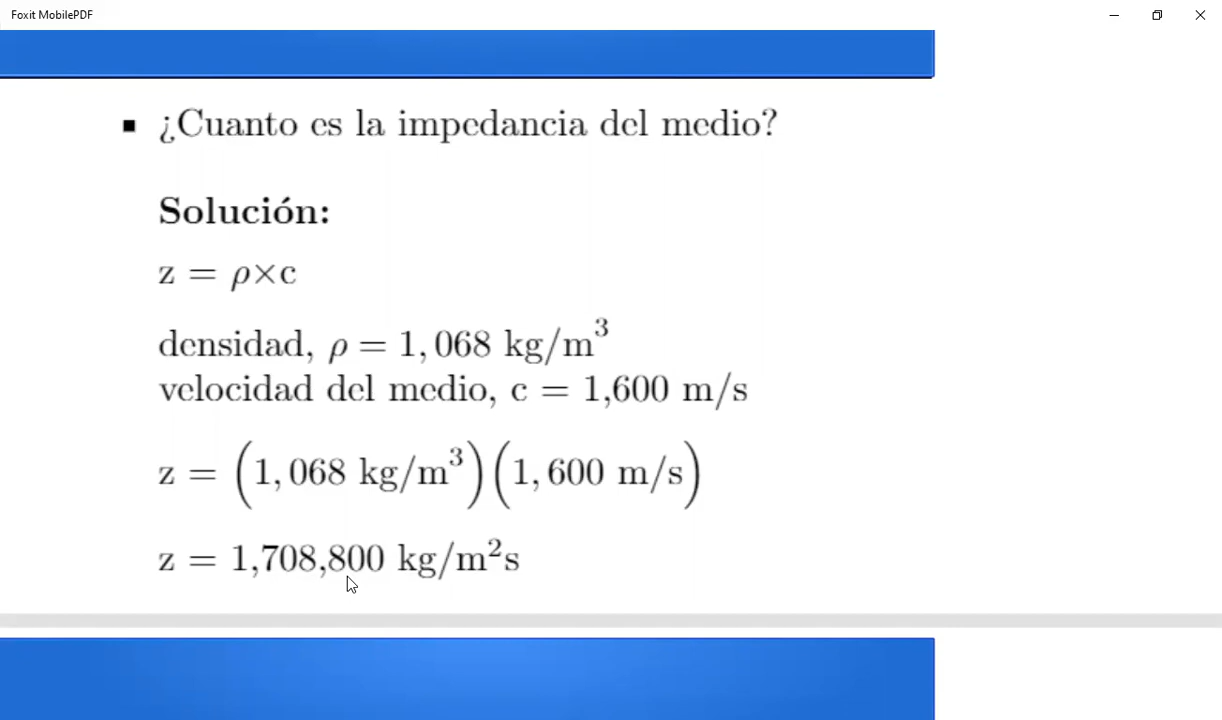 Foxit MobilePDF
▪ ¿Cuanto es la impedancia del medio?
Solución:
z = ρ×c
densidad, ρ = 1, 068 kg/m³
velocidad del medio, c = 1,600 m/s
z = (1, 068 kg/m³)(1, 600 m/s)
z = 1,708,800 kg/m²s